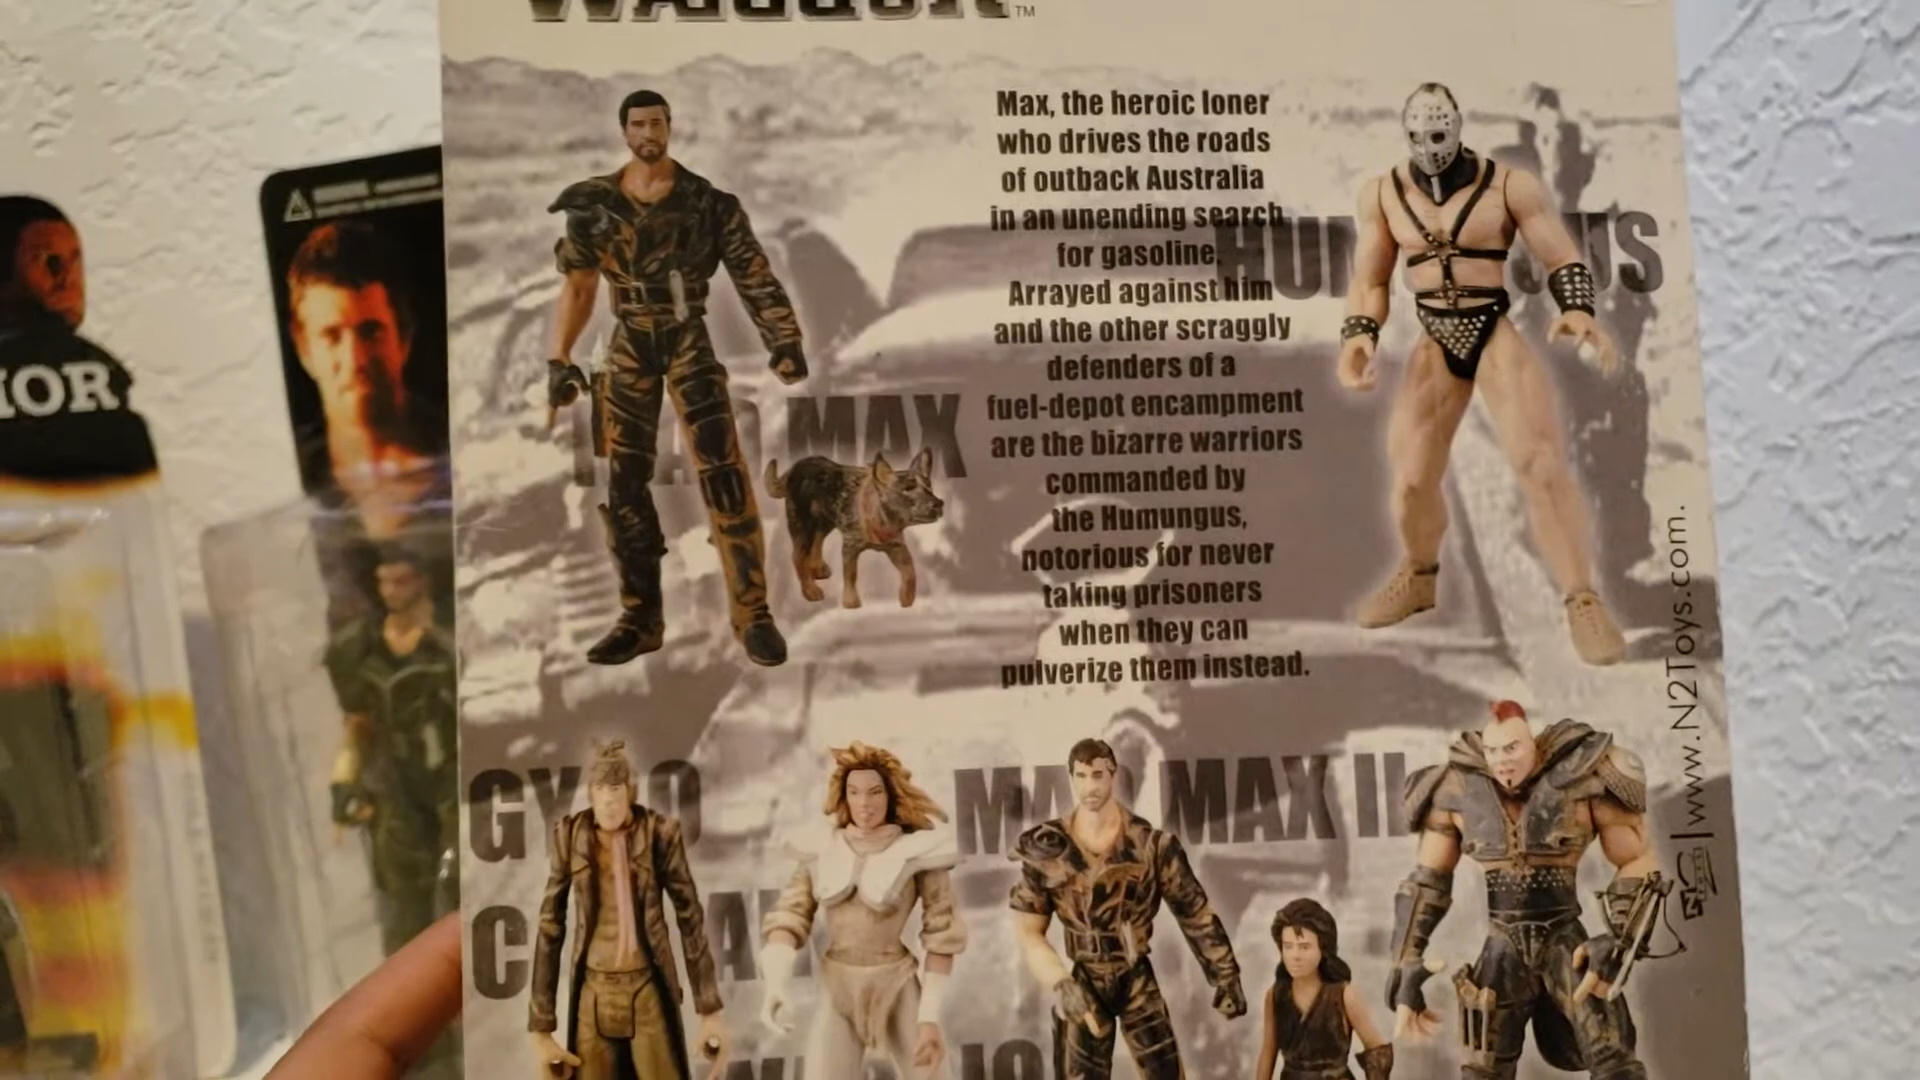 WARRIOR™
Max, the heroic loner
who drives the roads
of outback Australia
in an unending search
for gasoline.
Arrayed against him
and the other scraggly
defenders of a
fuel-depot encampment
are the bizarre warriors
commanded by
the Humungus,
notorious for never
taking prisoners
when they can
pulverize them instead.
MAX
MAX II
www.N2Toys.com.